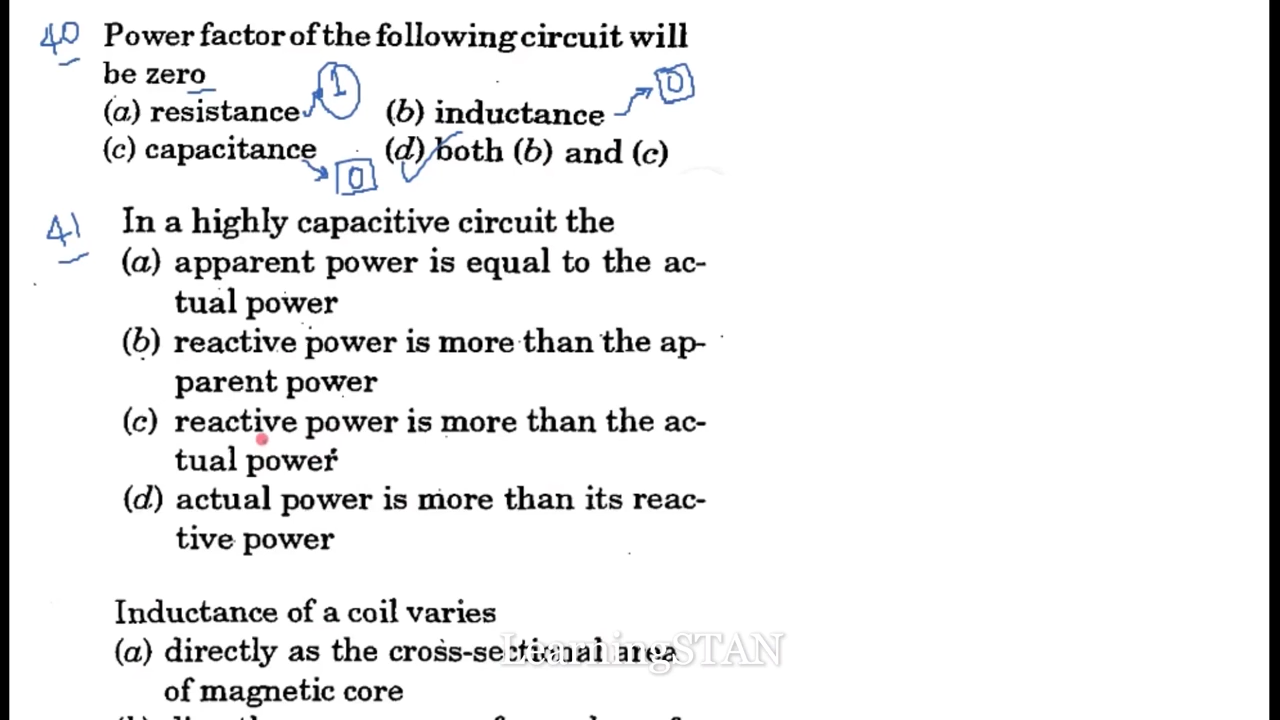 40 Power factor of the following circuit will
be zero
(a) resistance 1 (b) inductance 0
(c) capacitance 0 (d) both (b) and (c)
41 In a highly capacitive circuit the
(a) apparent power is equal to the ac-
tual power
(b) reactive power is more than the ap-
parent power
(c) reactive power is more than the ac-
tual power
(d) actual power is more than its reac-
tive power
Inductance of a coil varies
(a) directly as the cross-sectional area
LearningSTAN
of magnetic core